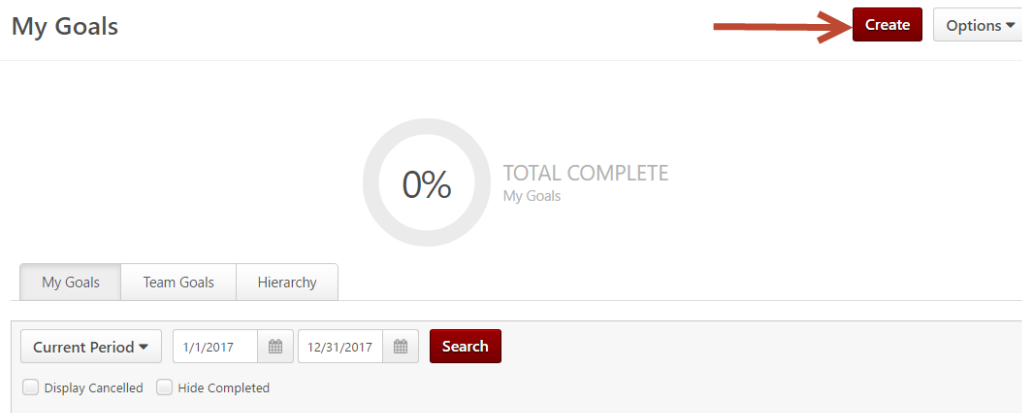 My Goals
Create
Options
0%
TOTAL COMPLETE
My Goals
My Goals
Team Goals
Hierarchy
Current Period
1/1/2017
12/31/2017
Search
Display Cancelled
Hide Completed